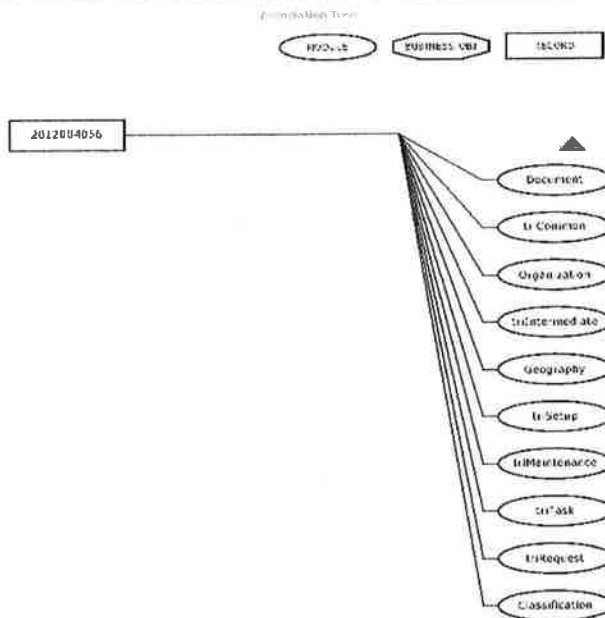 Association Tree
MODULE
BUSINESS OBJ
RECORD
2012004056
Document
triCommon
Organization
triIntermediate
Geography
triSetup
triMaintenance
triTask
triRequest
Classification